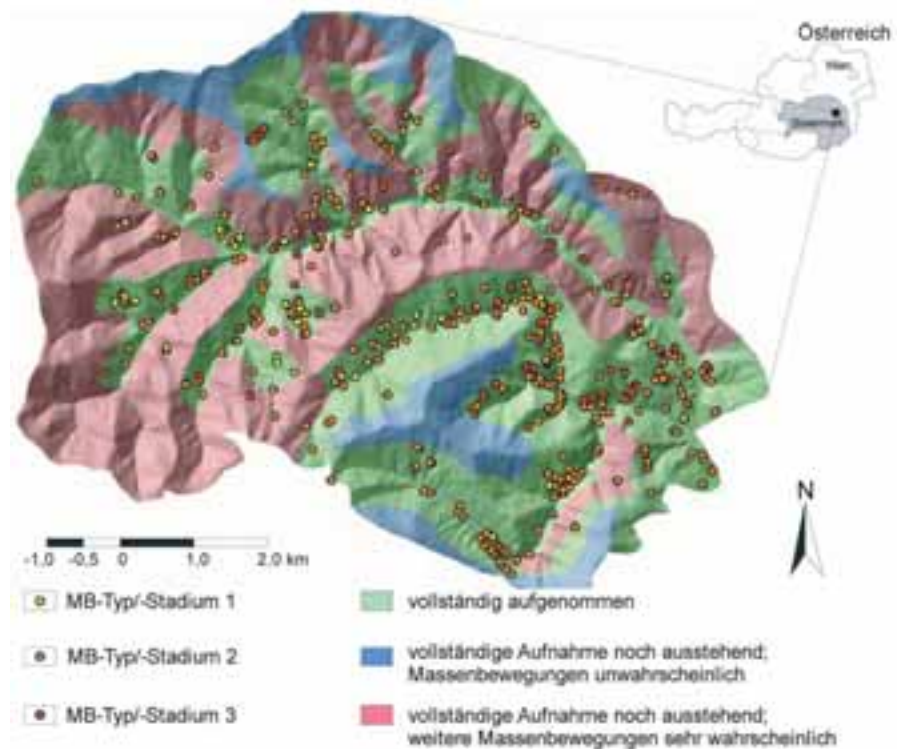 Österreich
Wien
N
-1,0 -0,5 0 1,0 2,0 km
MB-Typ/-Stadium 1
MB-Typ/-Stadium 2
MB-Typ/-Stadium 3
vollständig aufgenommen
vollständige Aufnahme noch ausstehend;
Massenbewegungen unwahrscheinlich
vollständige Aufnahme noch ausstehend;
weitere Massenbewegungen sehr wahrscheinlich